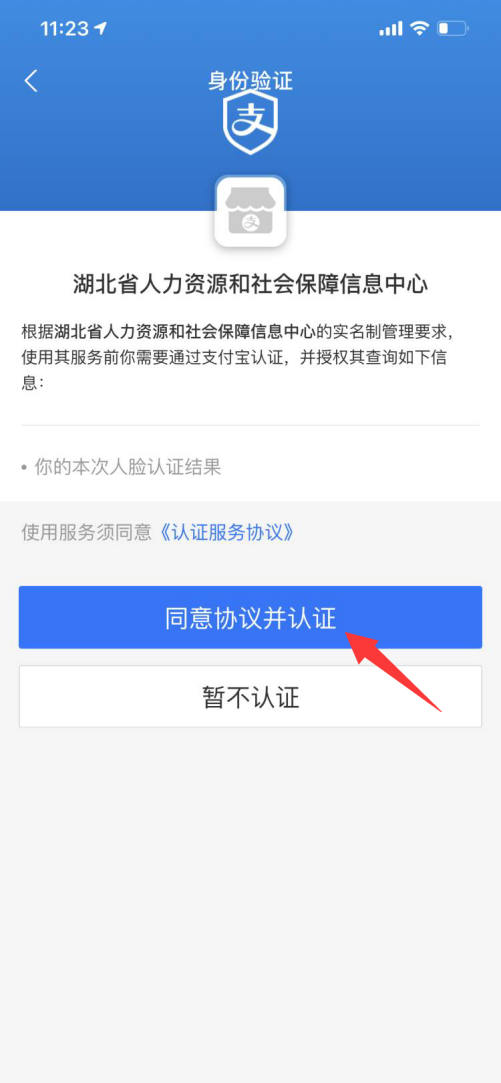 11:23
身份验证
支
湖北省人力资源和社会保障信息中心
根据湖北省人力资源和社会保障信息中心的实名制管理要求，
使用其服务前你需要通过支付宝认证，并授权其查询如下信
息：
• 你的本次人脸认证结果
使用服务须同意《认证服务协议》
同意协议并认证
暂不认证